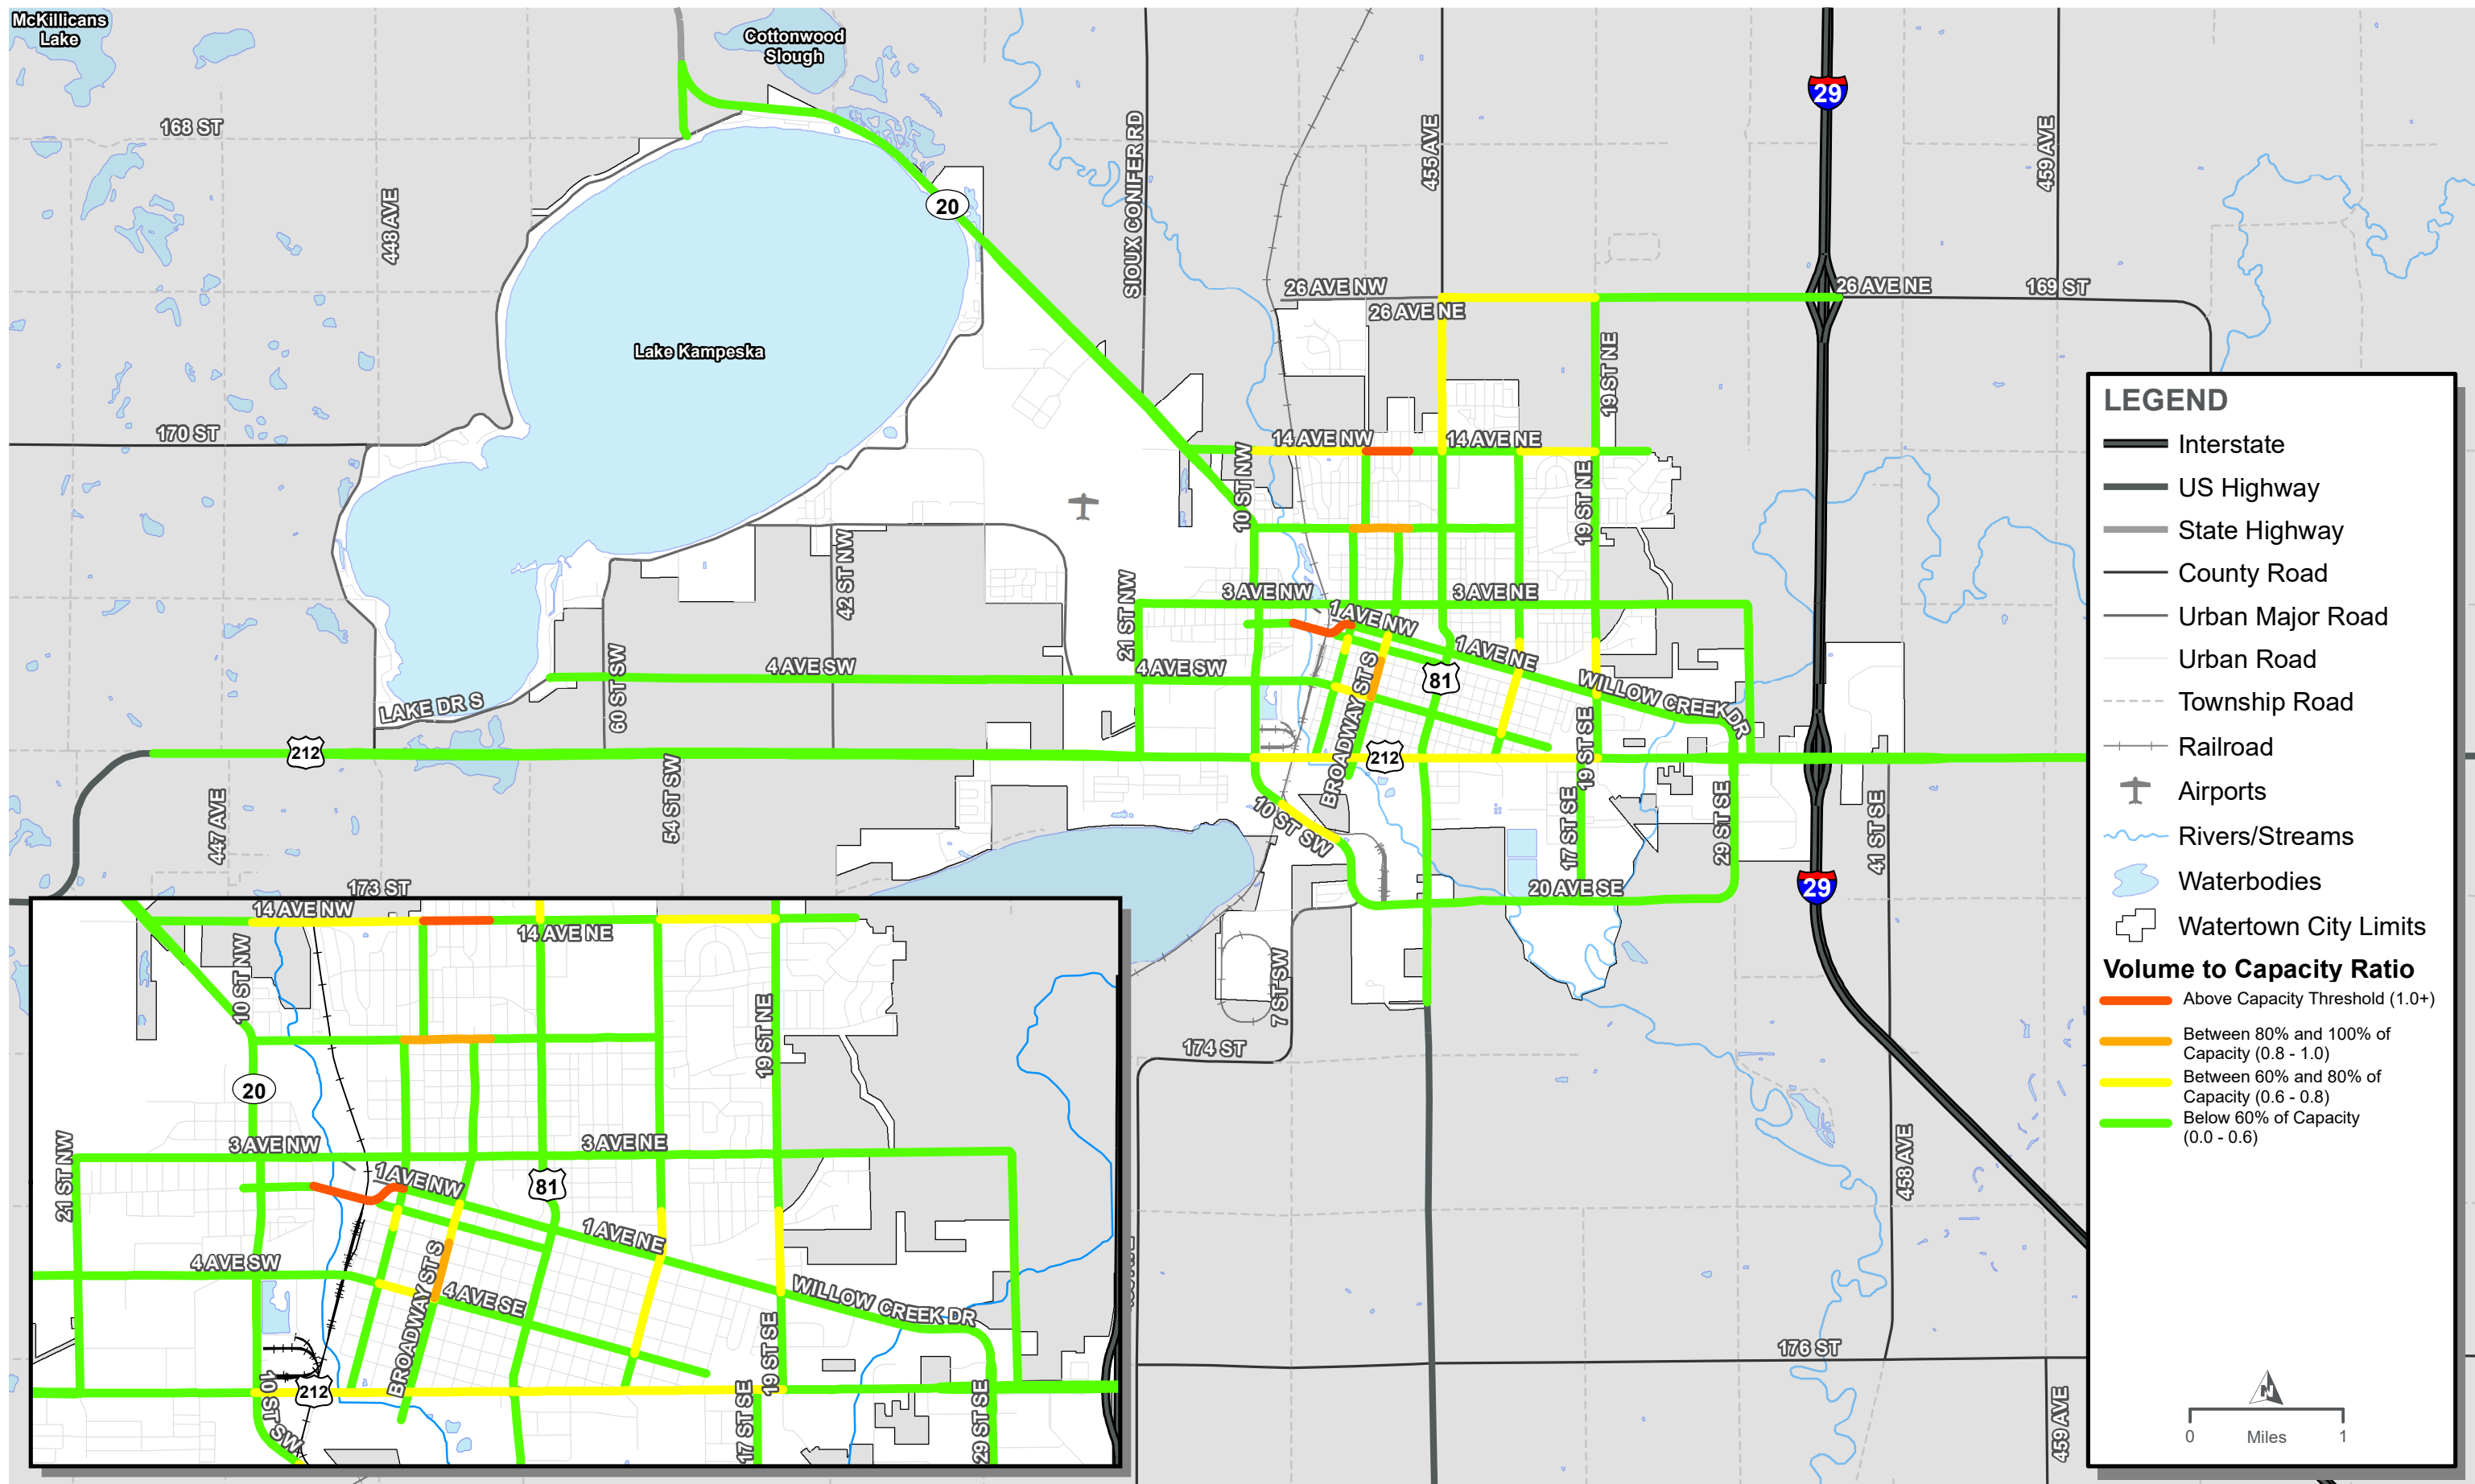 McKillicans
Lake
Cottonwood
Slough
29
168 ST
SIOUX CONIFER RD
455 AVE
459 AVE
448 AVE
20
26 AVE NW
26 AVE NE
26 AVE NE
169 ST
Lake Kampeska
19 ST NE
170 ST
14 AVE NW
14 AVE NE
10 ST NW
19 ST NE
42 ST NW
21 ST NW
3 AVE NW
3 AVE NE
1 AVE NW
1 AVE NE
60 ST SW
4 AVE SW
4 AVE SW
BROADWAY ST S
81
WILLOW CREEK DR
LAKE DR S
19 ST SE
212
212
54 ST SW
447 AVE
10 ST SW
17 ST SE
29 ST SE
41 ST SE
29
173 ST
20 AVE SE
7 ST SW
174 ST
458 AVE
176 ST
459 AVE
14 AVE NW
14 AVE NE
10 ST NW
19 ST NE
20
3 AVE NW
3 AVE NE
21 ST NW
1 AVE NW
81
1 AVE NE
4 AVE SW
BROADWAY ST S
4 AVE SE
WILLOW CREEK DR
19 ST SE
212
10 ST SW
17 ST SE
29 ST SE
LEGEND
Interstate
US Highway
State Highway
County Road
Urban Major Road
Urban Road
Township Road
Railroad
Airports
Rivers/Streams
Waterbodies
Watertown City Limits
Volume to Capacity Ratio
Above Capacity Threshold (1.0+)
Between 80% and 100% of
Capacity (0.8 - 1.0)
Between 60% and 80% of
Capacity (0.6 - 0.8)
Below 60% of Capacity
(0.0 - 0.6)
N
0 Miles 1